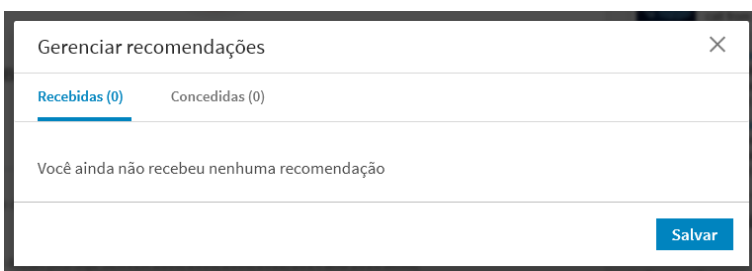 Gerenciar recomendações
Recebidas (0) Concedidas (0)
Você ainda não recebeu nenhuma recomendação
Salvar